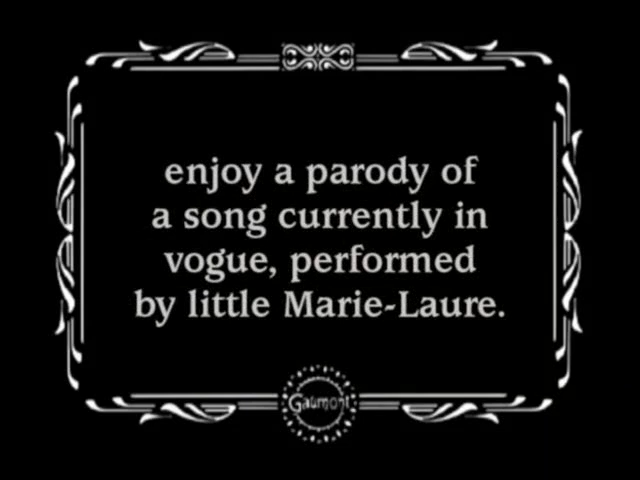 enjoy a parody of
a song currently in
vogue, performed
by little Marie-Laure.
Gaumont